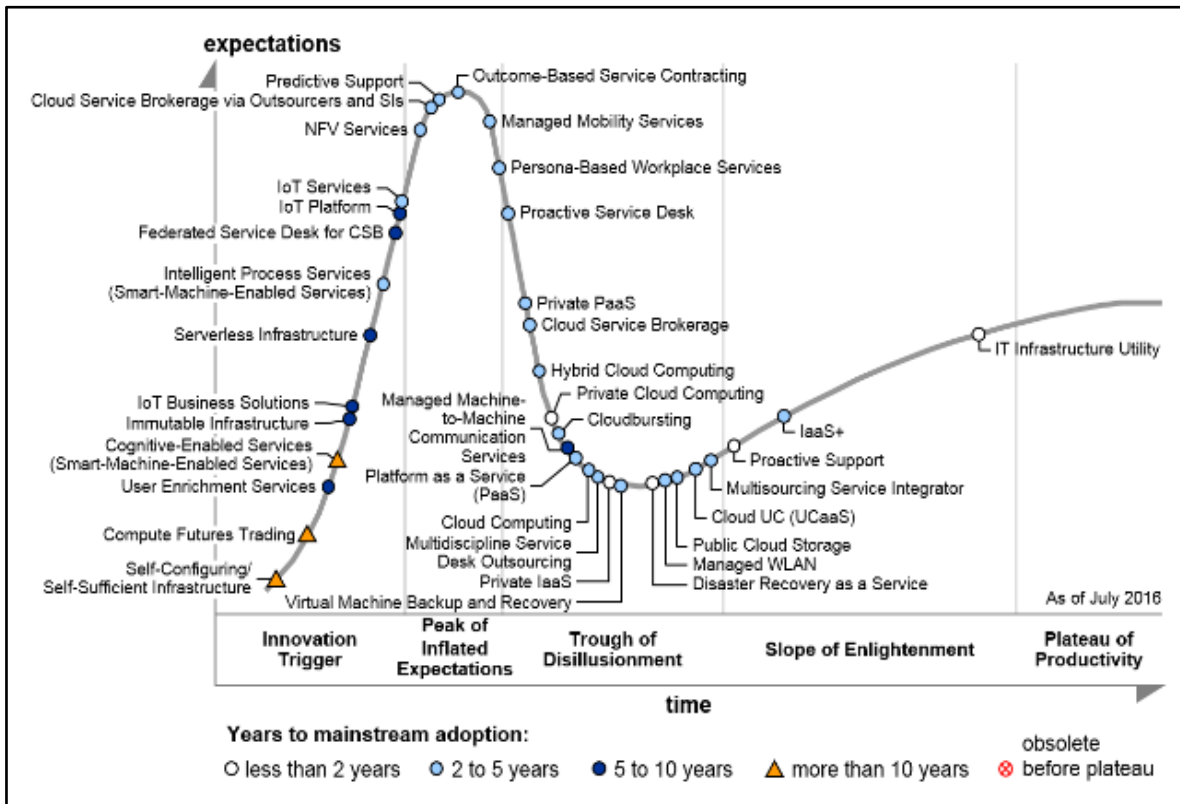 expectations
Predictive Support
Outcome-Based Service Contracting
Cloud Service Brokerage via Outsourcers and SIs
NFV Services
Managed Mobility Services
Persona-Based Workplace Services
IoT Services
IoT Platform
Proactive Service Desk
Federated Service Desk for CSB
Intelligent Process Services
(Smart-Machine-Enabled Services)
Private PaaS
Cloud Service Brokerage
Serverless Infrastructure
IT Infrastructure Utility
Hybrid Cloud Computing
Private Cloud Computing
IoT Business Solutions
Immutable Infrastructure
Managed Machine-
to-Machine
Communication
Services
Cloudbursting
IaaS+
Cognitive-Enabled Services
(Smart-Machine-Enabled Services)
Proactive Support
Platform as a Service
(PaaS)
User Enrichment Services
Multisourcing Service Integrator
Cloud Computing
Cloud UC (UCaaS)
Compute Futures Trading
Multidiscipline Service
Desk Outsourcing
Public Cloud Storage
Managed WLAN
Self-Configuring/
Self-Sufficient Infrastructure
Private IaaS
Disaster Recovery as a Service
Virtual Machine Backup and Recovery
As of July 2016
Innovation
Trigger
Peak of
Inflated
Expectations
Trough of
Disillusionment
Slope of Enlightenment
Plateau of
Productivity
time
Years to mainstream adoption:
less than 2 years
2 to 5 years
5 to 10 years
more than 10 years
obsolete
before plateau